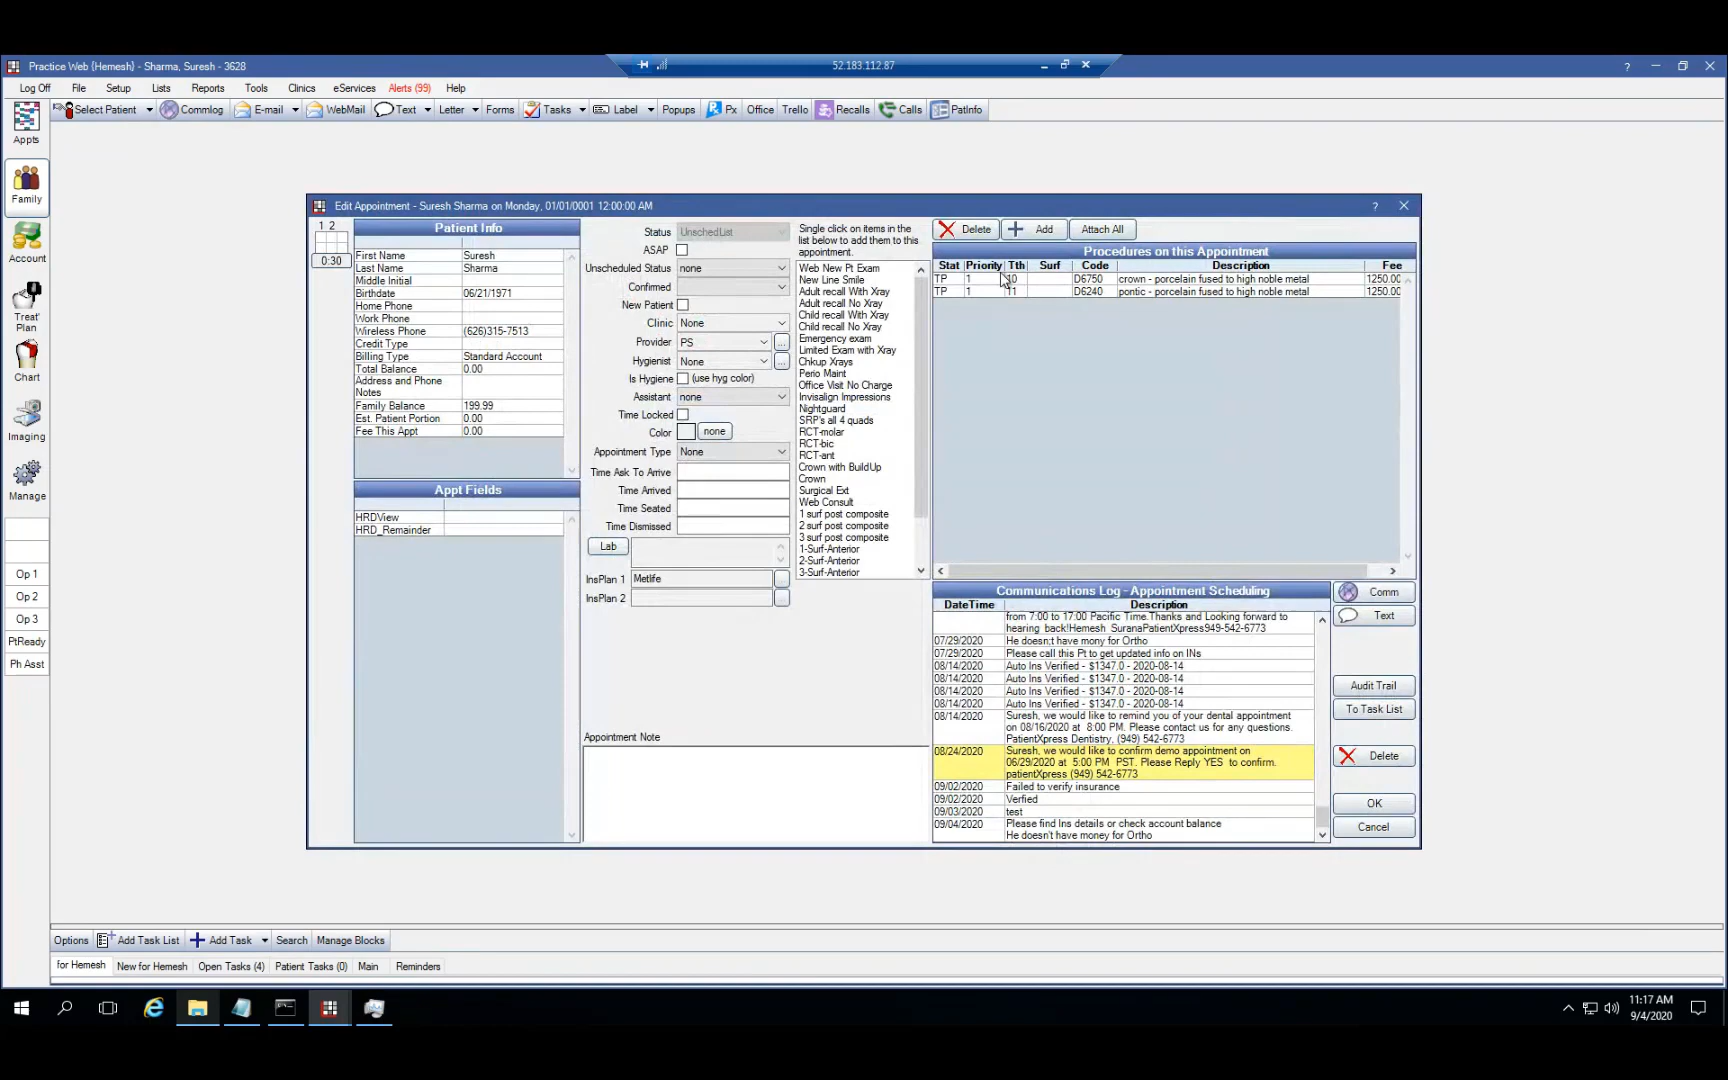 52.183.112.87
Practice Web {Hemesh} - Sharma, Suresh - 3628
Log Off File Setup Lists Reports Tools Clinics eServices Alerts (99) Help
Select Patient Commlog E-mail WebMail Text Letter Forms Tasks Label Popups Px Office Trello Recalls Calls PatInfo
Appts
Family
Account
Treat' Plan
Chart
Imaging
Manage
Op 1
Op 2
Op 3
PtReady
Ph Asst
Edit Appointment - Suresh Sharma on Monday, 01/01/0001 12:00:00 AM
1 2
0:30
Patient Info
First Name Suresh
Last Name Sharma
Middle Initial
Birthdate 06/21/1971
Home Phone
Work Phone
Wireless Phone (626)315-7513
Credit Type
Billing Type Standard Account
Total Balance 0.00
Address and Phone
Notes
Family Balance 199.99
Est. Patient Portion 0.00
Fee This Appt 0.00
Appt Fields
HRDView
HRD_Remainder
Status UnschedList
ASAP
Unscheduled Status none
Confirmed
New Patient
Clinic None
Provider PS ...
Hygienist None ...
Is Hygiene (use hyg color)
Assistant none
Time Locked
Color none
Appointment Type None
Time Ask To Arrive
Time Arrived
Time Seated
Time Dismissed
Lab
InsPlan 1 Metlife ...
InsPlan 2 ...
Appointment Note
Single click on items in the
list below to add them to this
appointment.
Web New Pt Exam
New Line Smile
Adult recall With Xray
Adult recall No Xray
Child recall With Xray
Child recall No Xray
Emergency exam
Limited Exam with Xray
Chkup Xrays
Perio Maint
Office Visit No Charge
Invisalign Impressions
Nightguard
SRP's all 4 quads
RCT-molar
RCT-bic
RCT-ant
Crown with BuildUp
Crown
Surgical Ext
Web Consult
1 surf post composite
2 surf post composite
3 surf post composite
1-Surf-Anterior
2-Surf-Anterior
3-Surf-Anterior
Delete Add Attach All
Procedures on this Appointment
Stat Priority Tth Surf Code Description Fee
TP 1 10 D6750 crown - porcelain fused to high noble metal 1250.00
TP 1 11 D6240 pontic - porcelain fused to high noble metal 1250.00
Communications Log - Appointment Scheduling
DateTime Description
from 7:00 to 17:00 Pacific Time.Thanks and Looking forward to
hearing back!Hemesh SuranaPatientXpress949-542-6773
07/29/2020 He doesn;t have mony for Ortho
07/29/2020 Please call this Pt to get updated info on INs
08/14/2020 Auto Ins Verified - $1347.0 - 2020-08-14
08/14/2020 Auto Ins Verified - $1347.0 - 2020-08-14
08/14/2020 Auto Ins Verified - $1347.0 - 2020-08-14
08/14/2020 Auto Ins Verified - $1347.0 - 2020-08-14
08/14/2020 Suresh, we would like to remind you of your dental appointment
on 08/16/2020 at 8:00 PM. Please contact us for any questions.
PatientXpress Dentistry, (949) 542-6773
08/24/2020 Suresh, we would like to confirm demo appointment on
06/29/2020 at 5:00 PM PST. Please Reply YES to confirm.
patientXpress (949) 542-6773
09/02/2020 Failed to verify insurance
09/02/2020 Verfied
09/03/2020 test
09/04/2020 Please find Ins details or check account balance
He doesn't have money for Ortho
Comm
Text
Audit Trail
To Task List
Delete
OK
Cancel
Options Add Task List Add Task Search Manage Blocks
for Hemesh New for Hemesh Open Tasks (4) Patient Tasks (0) Main Reminders
11:17 AM
9/4/2020